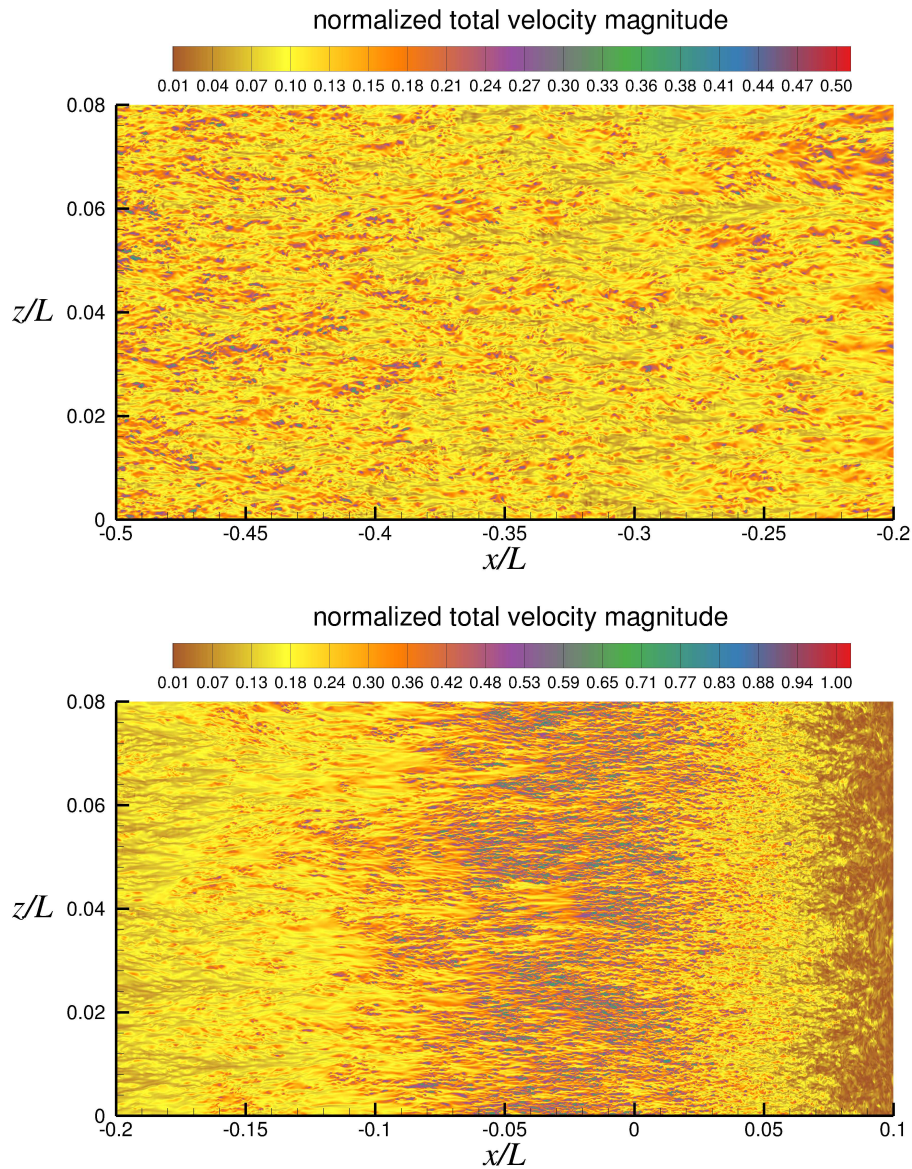 normalized total velocity magnitude
0.01 0.04 0.07 0.10 0.13 0.15 0.18 0.21 0.24 0.27 0.30 0.33 0.36 0.38 0.41 0.44 0.47 0.50
0.08
0.06
z/L 0.04
0.02
0
-0.5 -0.45 -0.4 -0.35 -0.3 -0.25 -0.2
x/L
normalized total velocity magnitude
0.01 0.07 0.13 0.18 0.24 0.30 0.36 0.42 0.48 0.53 0.59 0.65 0.71 0.77 0.83 0.88 0.94 1.00
0.08
0.06
z/L 0.04
0.02
0
-0.2 -0.15 -0.1 -0.05 0 0.05 0.1
x/L